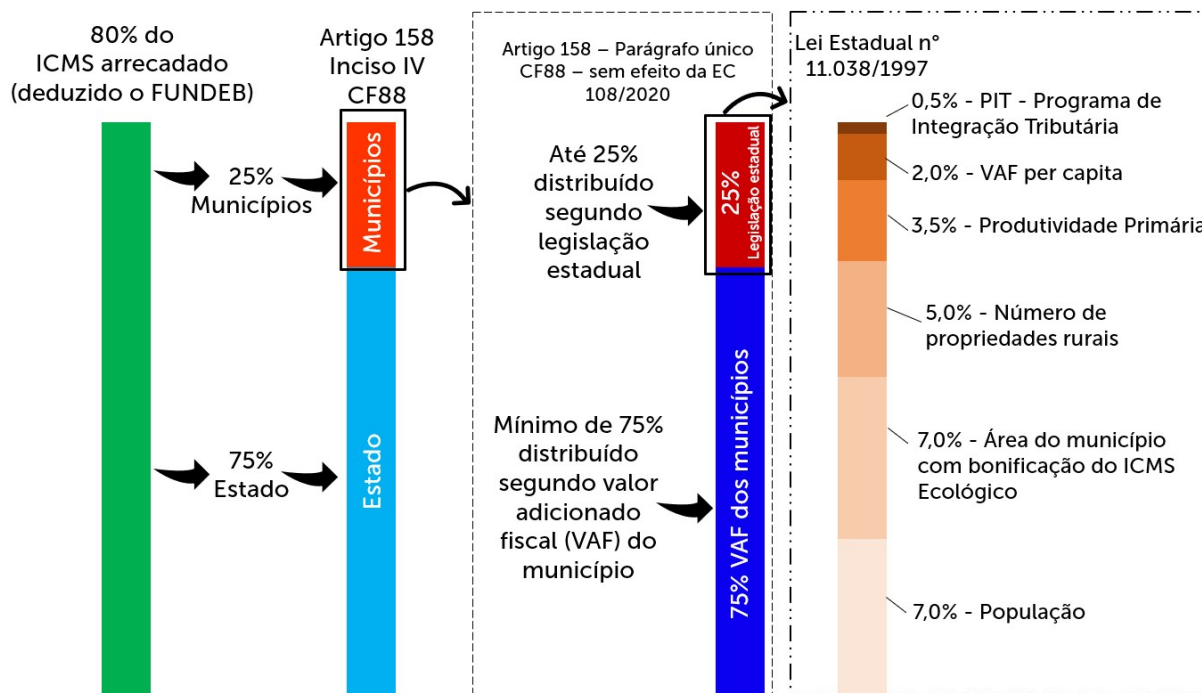 80% do
ICMS arrecadado
(deduzido o FUNDEB)
25%
Municípios
75%
Estado
Artigo 158
Inciso IV
CF88
Municípios
Estado
Artigo 158 – Parágrafo único
CF88 – sem efeito da EC
108/2020
Até 25%
distribuído
segundo
legislação
estadual
Mínimo de 75%
distribuído
segundo valor
adicionado
fiscal (VAF) do
município
25%
Legislação estadual
75% VAF dos municípios
Lei Estadual n°
11.038/1997
0,5% - PIT - Programa de
Integração Tributária
2,0% - VAF per capita
3,5% - Produtividade Primária
5,0% - Número de
propriedades rurais
7,0% - Área do município
com bonificação do ICMS
Ecológico
7,0% - População